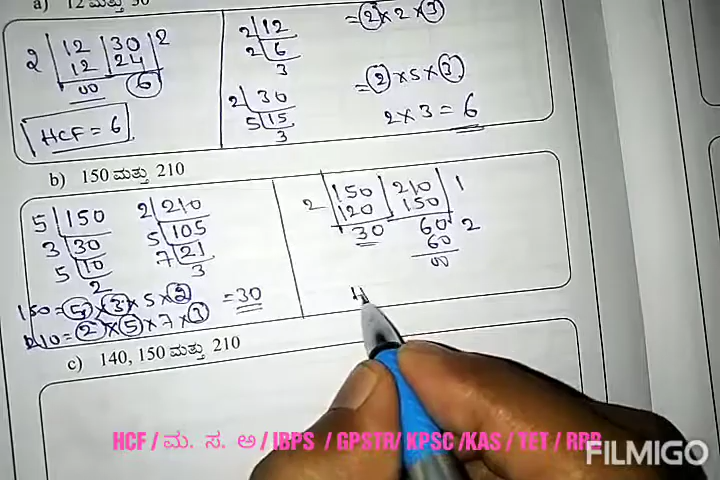 a) 12 ಮತ್ತು 30
2 12 30 2
12 24
00 6
HCF = 6
2 12
2 6
3
2 30
5 15
3
= 2 × 2 × 3
= 2 × 5 × 3
2 × 3 = 6
b) 150 ಮತ್ತು 210
5 150
3 30
5 10
2
2 210
5 105
7 21
3
150 = 5 × 3 × 5 × 2 = 30
210 = 2 × 5 × 7 × 3
2 150 210 1
120 150
30 60 2
60
00
c) 140, 150 ಮತ್ತು 210
HCF / ಮ. ಸ. ಅ / IBPS / GPSTR/ KPSC /KAS / TET / RRB
FILMIGO